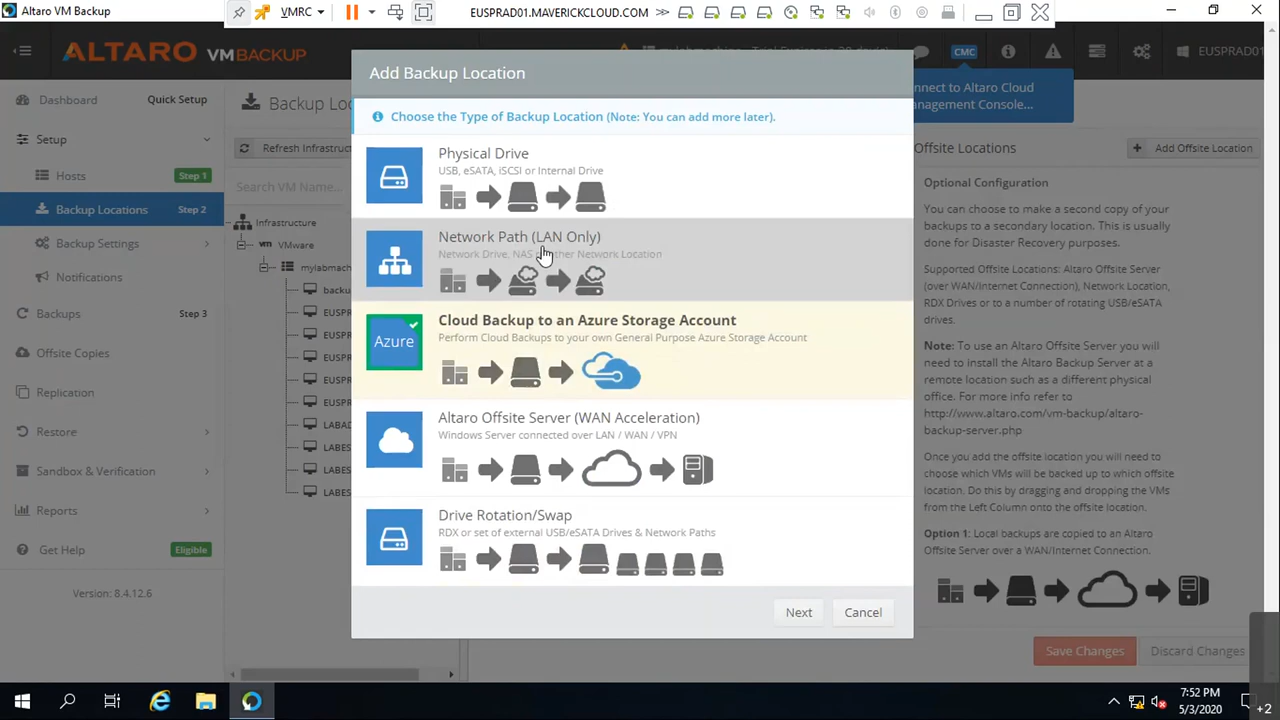 Altaro VM Backup
VMRC
EUSPRAD01.MAVERICKCLOUD.COM
ALTARO VMBACKUP
CMC
EUSPRAD01
nnect to Altaro Cloud
nagement Console...
Dashboard
Quick Setup
Setup
Hosts
Step 1
Backup Locations
Step 2
Backup Settings
Notifications
Backups
Step 3
Offsite Copies
Replication
Restore
Sandbox & Verification
Reports
Get Help
Eligible
Version: 8.4.12.6
Backup Loc
Refresh Infrastruc
Search VM Name...
Infrastructure
VMware
mylabmach
backu
EUSPR
EUSPR
EUSPR
EUSPR
EUSPR
LABAD
LABES
LABES
LABES
Add Backup Location
Choose the Type of Backup Location (Note: You can add more later).
Physical Drive
USB, eSATA, iSCSI or Internal Drive
Network Path (LAN Only)
Network Drive, NAS other Network Location
Cloud Backup to an Azure Storage Account
Azure
Perform Cloud Backups to your own General Purpose Azure Storage Account
Altaro Offsite Server (WAN Acceleration)
Windows Server connected over LAN / WAN / VPN
Drive Rotation/Swap
RDX or set of external USB/eSATA Drives & Network Paths
Next
Cancel
Offsite Locations
Add Offsite Location
Optional Configuration
You can choose to make a second copy of your
backups to a secondary location. This is usually
done for Disaster Recovery purposes.
Supported Offsite Locations: Altaro Offsite Server
(over WAN/Internet Connection), Network Location,
RDX Drives or to a number of rotating USB/eSATA
drives.
Note: To use an Altaro Offsite Server you will
need to install the Altaro Backup Server at a
remote location such as a different physical
office. For more info refer to
http://www.altaro.com/vm-backup/altaro-
backup-server.php
Once you add the offsite location you will need to
choose which VMs will be backed up to which offsite
location. Do this by dragging and dropping the VMs
from the Left Column onto the offsite location.
Option 1: Local backups are copied to an Altaro
Offsite Server over a WAN/Internet Connection.
Save Changes
Discard Changes
7:52 PM
5/3/2020
+2